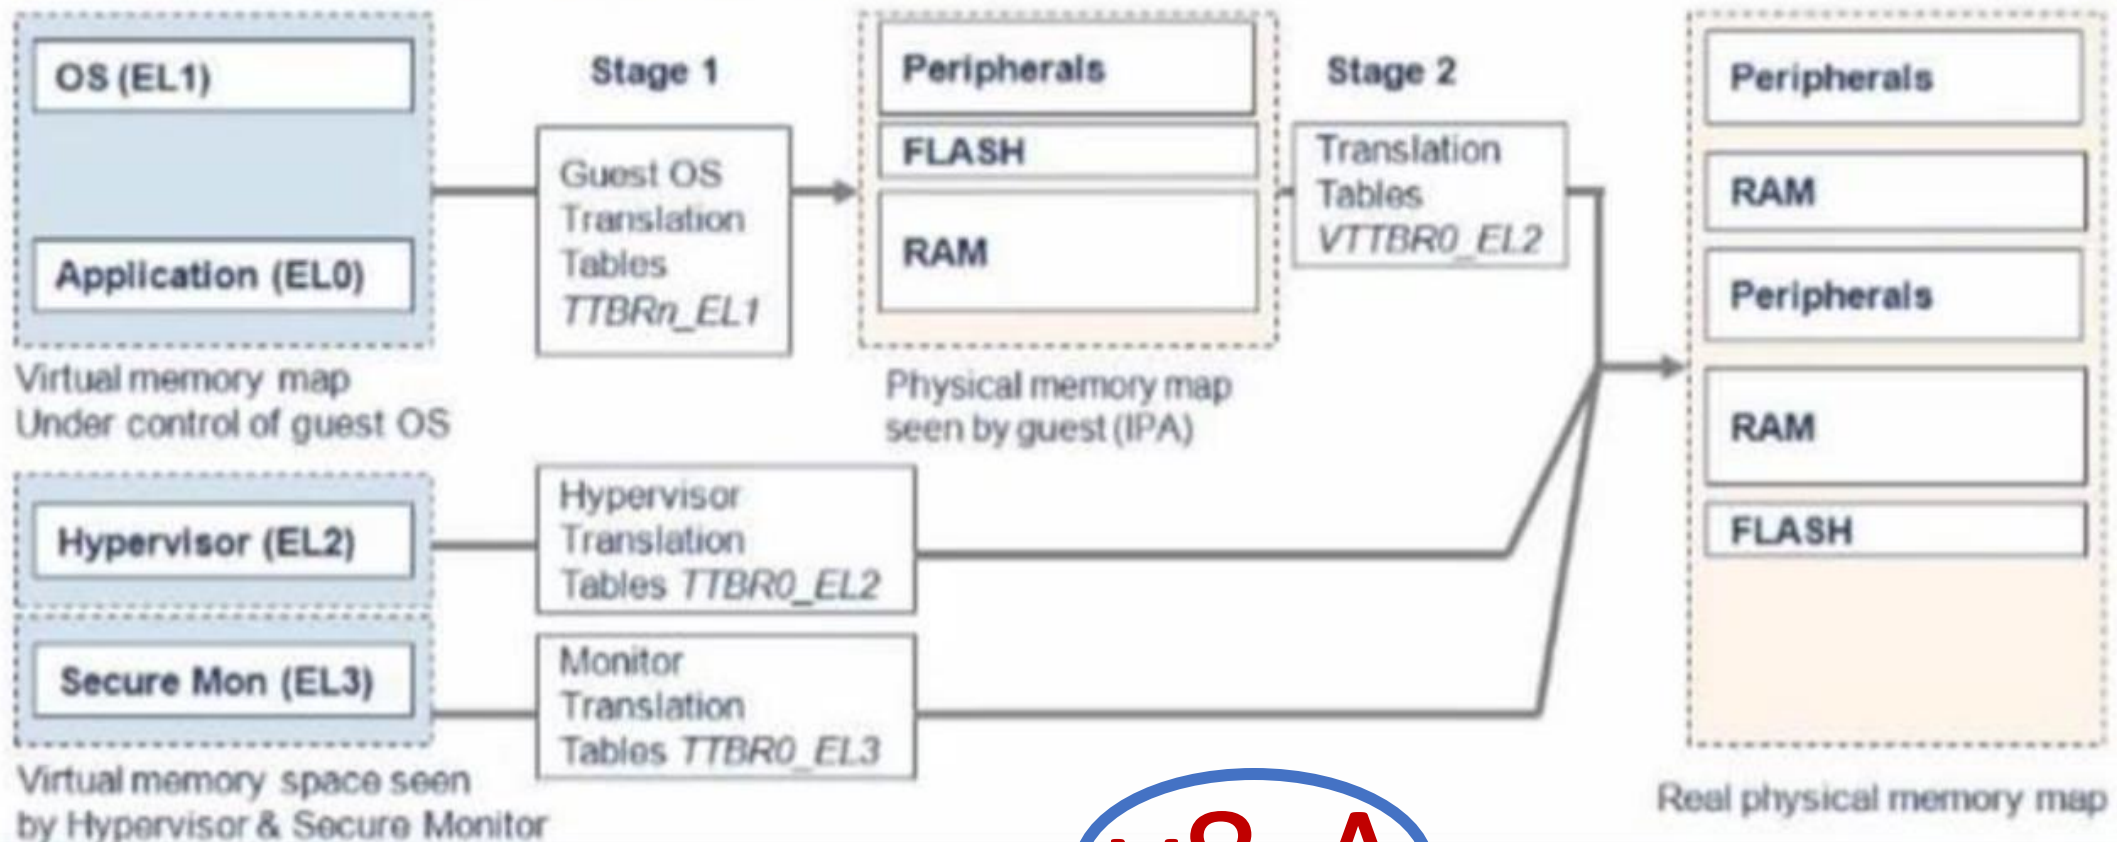 OS (EL1)
Application (EL0)
Virtual memory map
Under control of guest OS
Stage 1
Guest OS
Translation
Tables
TTBRn_EL1
Peripherals
FLASH
RAM
Physical memory map
seen by guest (IPA)
Stage 2
Translation
Tables
VTTBR0_EL2
Hypervisor (EL2)
Secure Mon (EL3)
Virtual memory space seen
by Hypervisor & Secure Monitor
Hypervisor
Translation
Tables TTBR0_EL2
Monitor
Translation
Tables TTBR0_EL3
Peripherals
RAM
Peripherals
RAM
FLASH
Real physical memory map